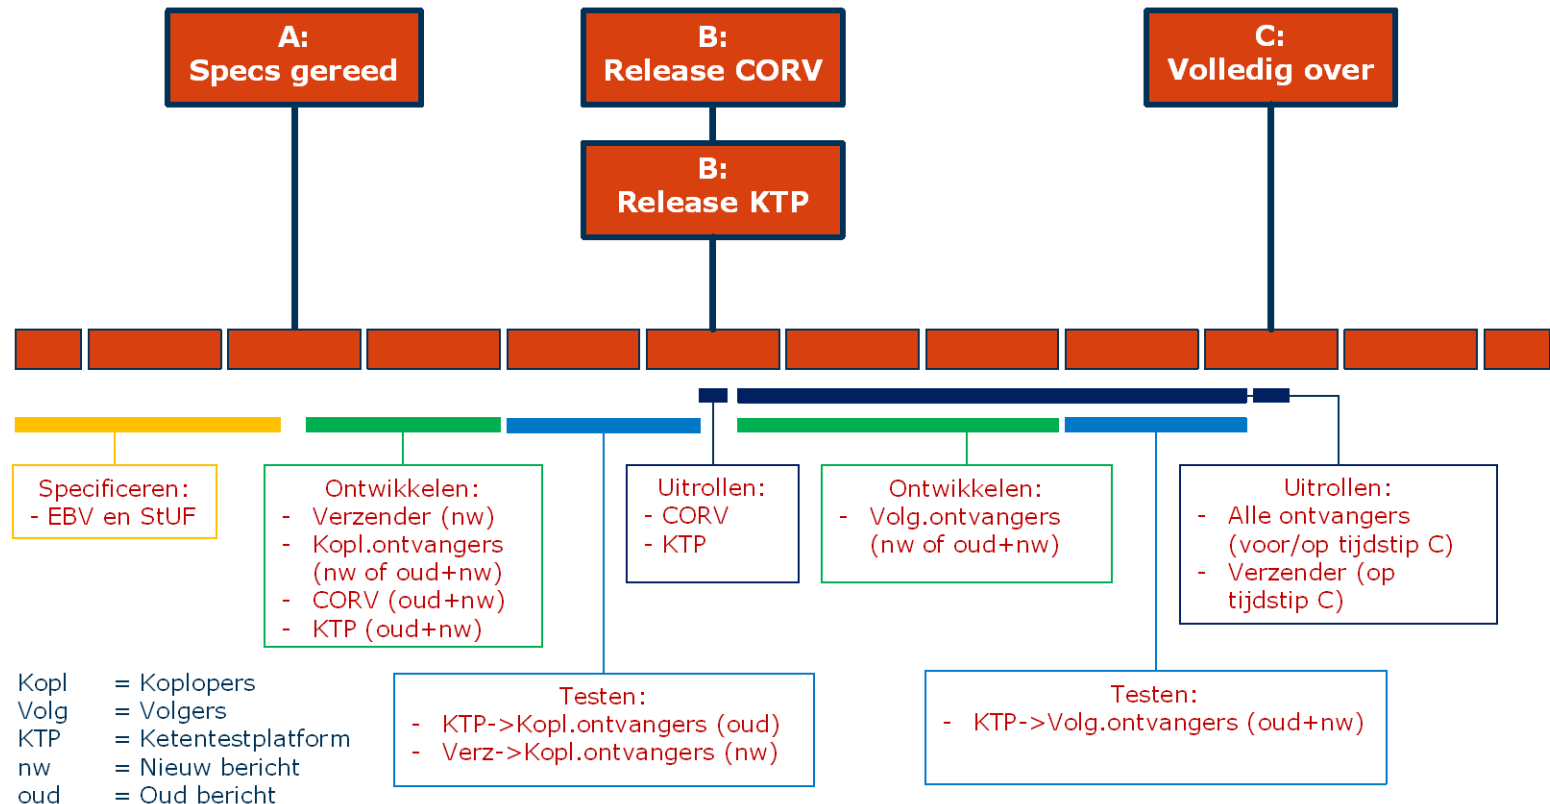 A:
Specs gereed
B:
Release CORV
C:
Volledig over
B:
Release KTP
Specificeren:
- EBV en StUF
Ontwikkelen:
- Verzender (nw)
- Kopl.ontvangers
(nw of oud+nw)
- CORV (oud+nw)
- KTP (oud+nw)
Uitrollen:
- CORV
- KTP
Ontwikkelen:
- Volg.ontvangers
(nw of oud+nw)
Uitrollen:
- Alle ontvangers
(voor/op tijdstip C)
- Verzender (op
tijdstip C)
Testen:
- KTP->Kopl.ontvangers (oud)
- Verz->Kopl.ontvangers (nw)
Testen:
- KTP->Volg.ontvangers (oud+nw)
Kopl = Koplopers
Volg = Volgers
KTP = Ketentestplatform
nw = Nieuw bericht
oud = Oud bericht